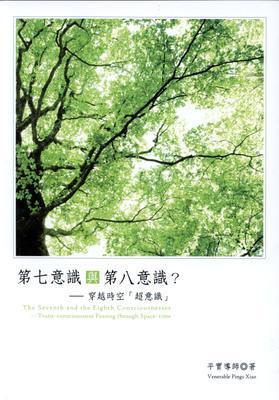 第七意識與第八意識？
── 穿越時空「超意識」
The Seventh and the Eighth Consciousnesses
—Trans-consciousness Passing through Space-time
平實導師◎著
Venerable Pings Xiao